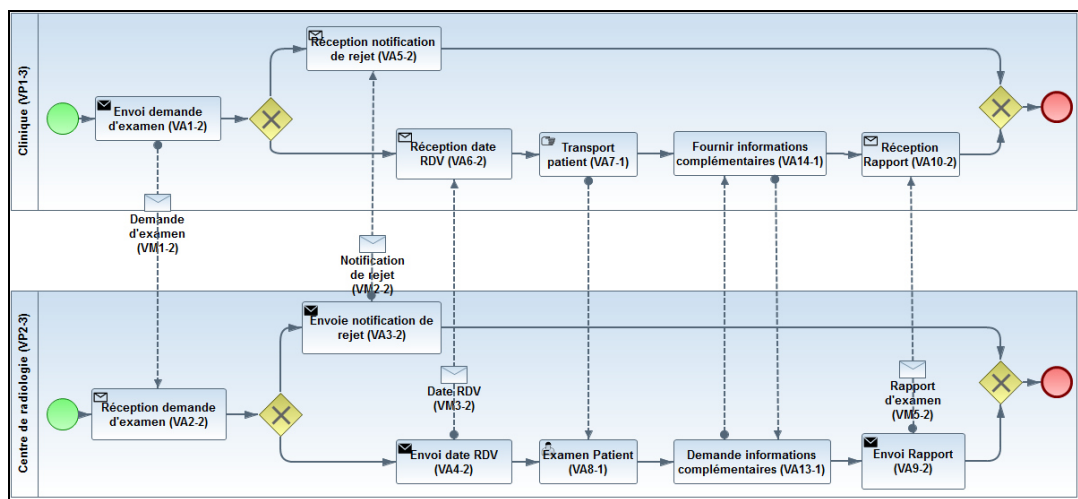 Clinique (VP1-3)
Réception notification
de rejet (VA5-2)
Envoi demande
d'examen (VA1-2)
Réception date
RDV (VA6-2)
Transport
patient (VA7-1)
Fournir informations
complémentaires (VA14-1)
Réception
Rapport (VA10-2)
Demande
d'examen
(VM1-2)
Notification
de rejet
(VM2-2)
Centre de radiologie (VP2-3)
Envoie notification de
rejet (VA3-2)
Date RDV
(VM3-2)
Rapport
d'examen
(VM5-2)
Réception demande
d'examen (VA2-2)
Envoi date RDV
(VA4-2)
Examen Patient
(VA8-1)
Demande informations
complémentaires (VA13-1)
Envoi Rapport
(VA9-2)